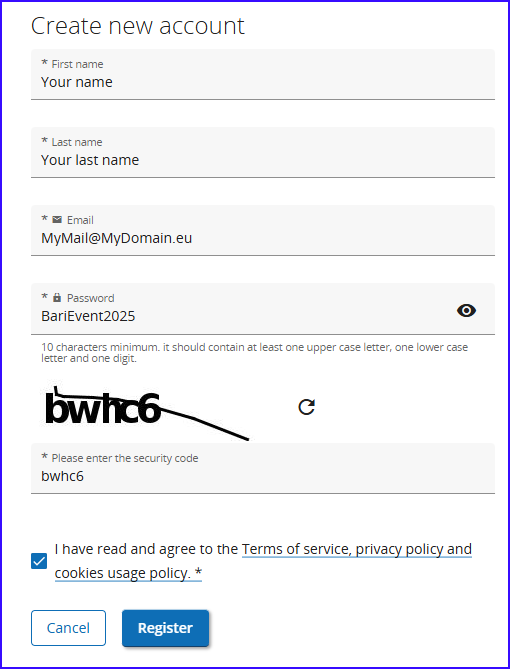 Create new account
* First name
Your name
* Last name
Your last name
* Email
MyMail@MyDomain.eu
* Password
BariEvent2025
10 characters minimum. it should contain at least one upper case letter, one lower case
letter and one digit.
bwhc6
* Please enter the security code
bwhc6
I have read and agree to the Terms of service, privacy policy and
cookies usage policy. *
Cancel Register